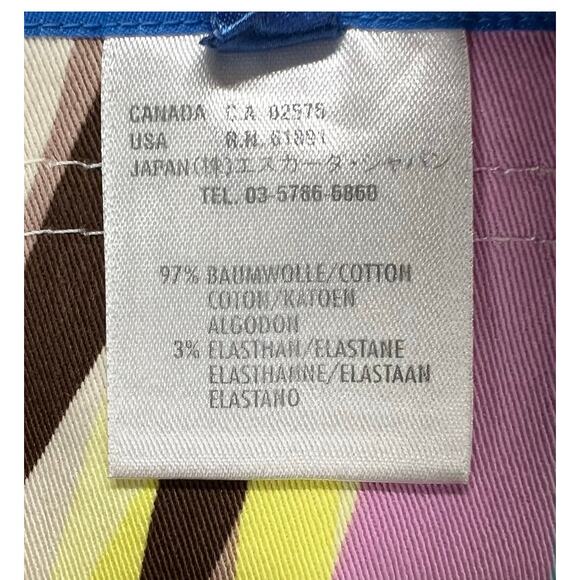 CANADA C.A. 02575
USA R.N. 61891
JAPAN(株)エスカーダ・ジャパン
TEL. 03-5786-6860
97% BAUMWOLLE/COTTON
COTON/KATOEN
ALGODON
3% ELASTHAN/ELASTANE
ELASTHANNE/ELASTAAN
ELASTANO